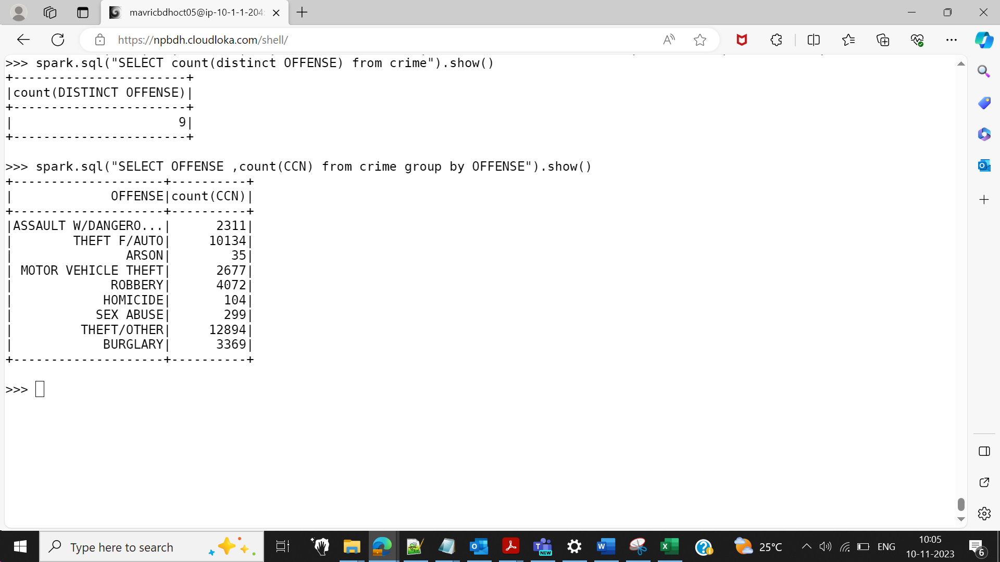 mavricbdhoct05@ip-10-1-1-204:
https://npbdh.cloudloka.com/shell/
>>> spark.sql("SELECT count(distinct OFFENSE) from crime").show()
+-----------------------+
|count(DISTINCT OFFENSE)|
+-----------------------+
|                      9|
+-----------------------+
>>> spark.sql("SELECT OFFENSE ,count(CCN) from crime group by OFFENSE").show()
+--------------------+----------+
|             OFFENSE|count(CCN)|
+--------------------+----------+
|ASSAULT W/DANGERO...|      2311|
|        THEFT F/AUTO|     10134|
|               ARSON|        35|
| MOTOR VEHICLE THEFT|      2677|
|             ROBBERY|      4072|
|            HOMICIDE|       104|
|           SEX ABUSE|       299|
|         THEFT/OTHER|     12894|
|            BURGLARY|      3369|
+--------------------+----------+
>>>
Type here to search
NEW
25°C
ENG
10:05
10-11-2023
6